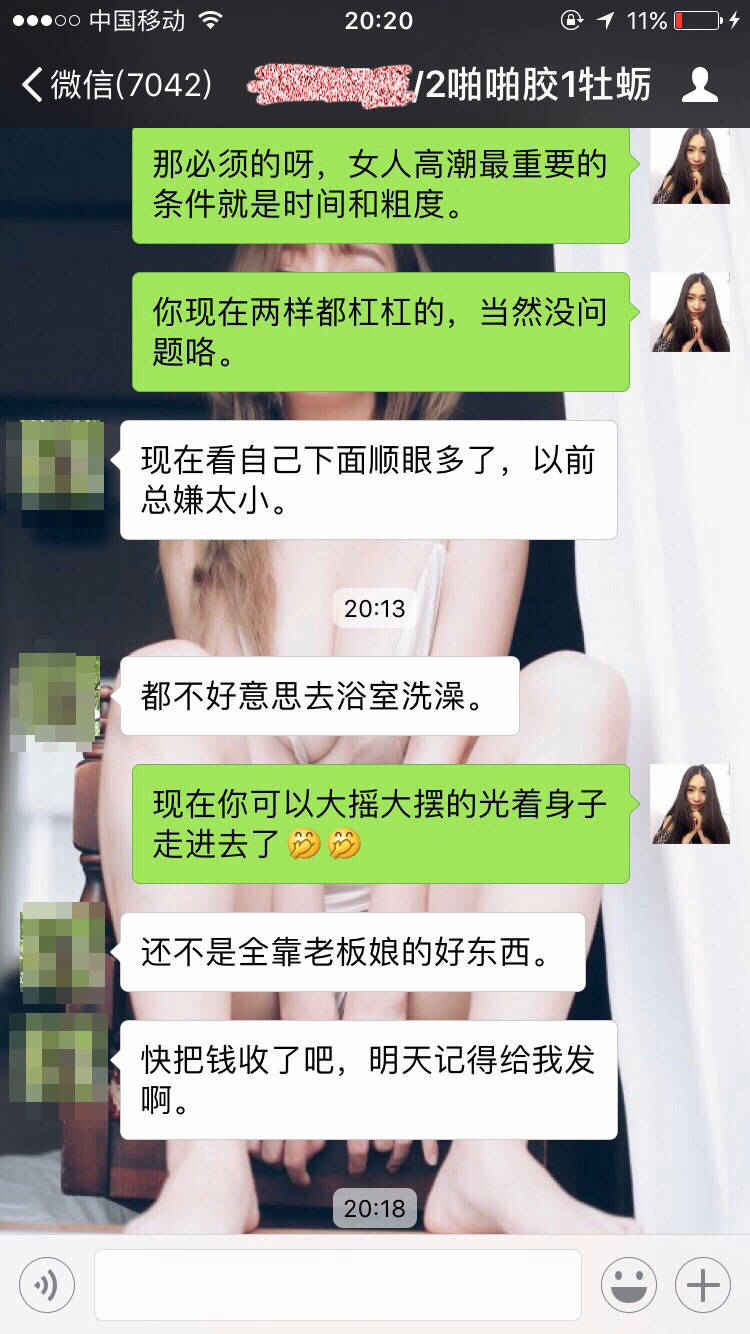 中国移动 20:20 11%
微信(7042) /2啪啪胶1牡蛎
那必须的呀，女人高潮最重要的
条件就是时间和粗度。
你现在两样都杠杠的，当然没问
题咯。
现在看自己下面顺眼多了，以前
总嫌太小。
20:13
都不好意思去浴室洗澡。
现在你可以大摇大摆的光着身子
走进去了🤭🤭
还不是全靠老板娘的好东西。
快把钱收了吧，明天记得给我发
啊。
20:18